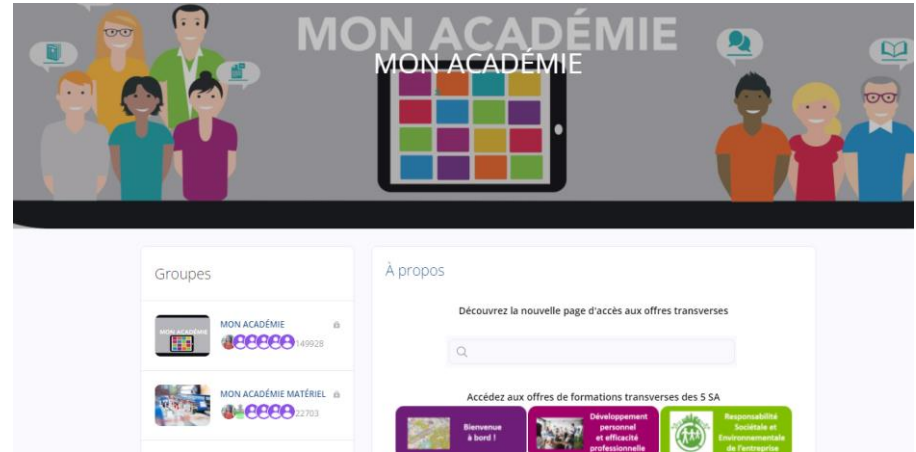 MON ACADÉMIE
MON ACADÉMIE
Groupes
MON ACADÉMIE
149928
MON ACADÉMIE MATÉRIEL
22703
À propos
Découvrez la nouvelle page d'accès aux offres transverses
Accédez aux offres de formations transverses des 5 SA
Bienvenue
à bord !
Développement
personnel
et efficacité
professionnelle
Responsabilité
Sociétale et
Environnementale
de l'entreprise